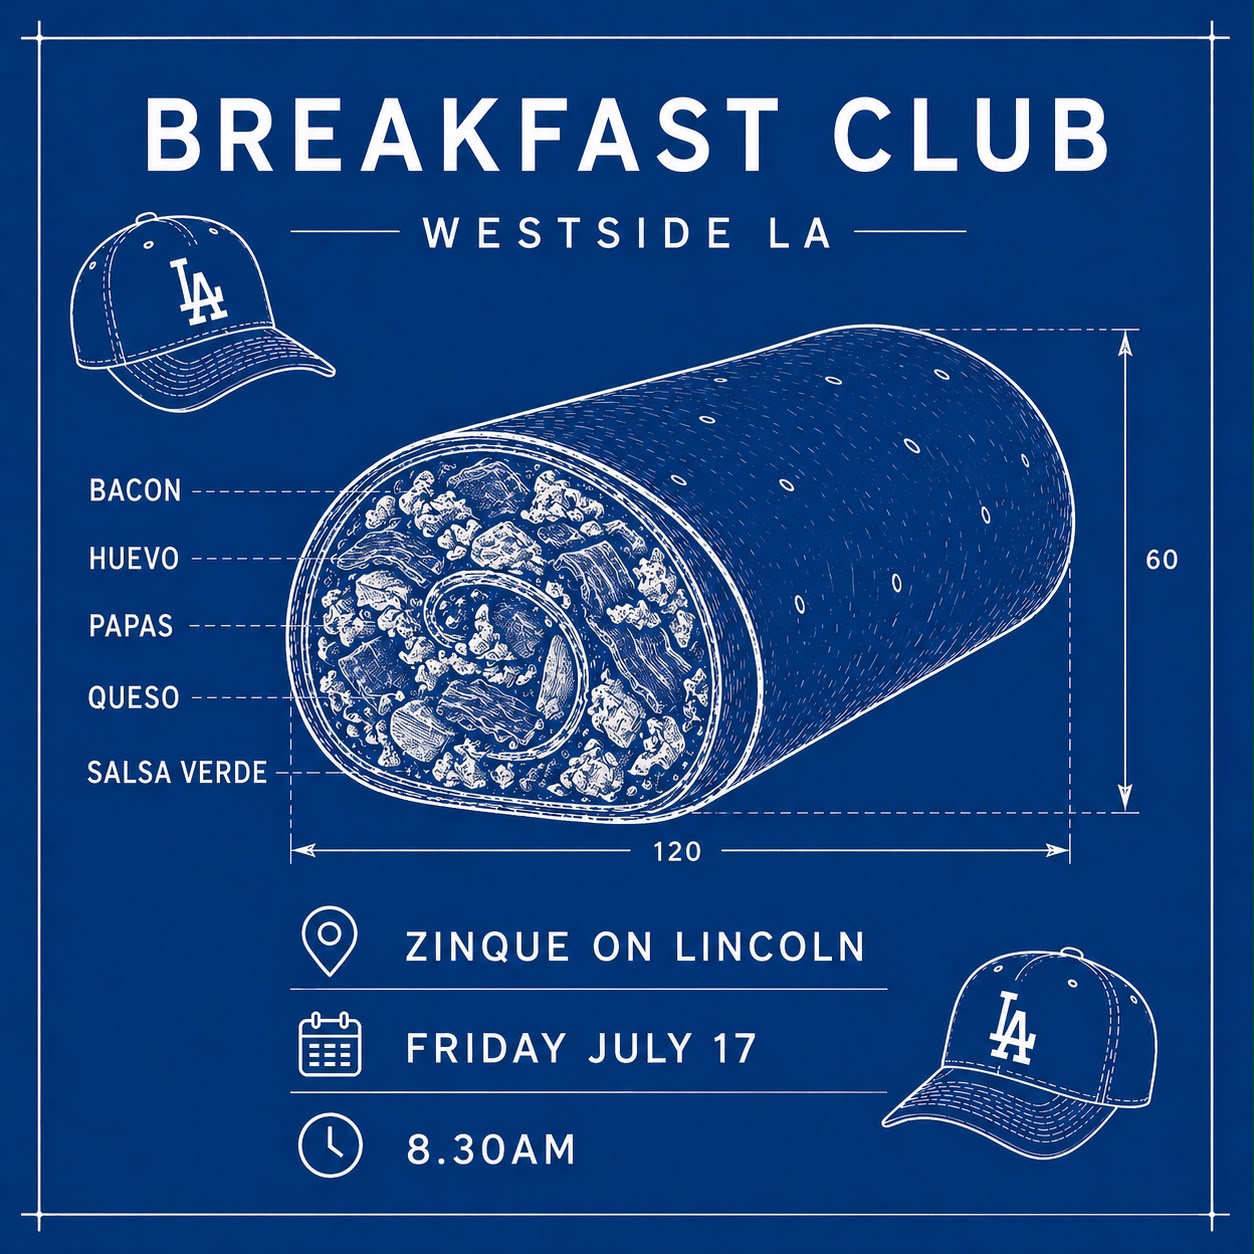 BREAKFAST CLUB
WESTSIDE LA
LA
BACON
HUEVO
PAPAS
QUESO
SALSA VERDE
60
120
ZINQUE ON LINCOLN
FRIDAY JULY 17
8.30AM
LA